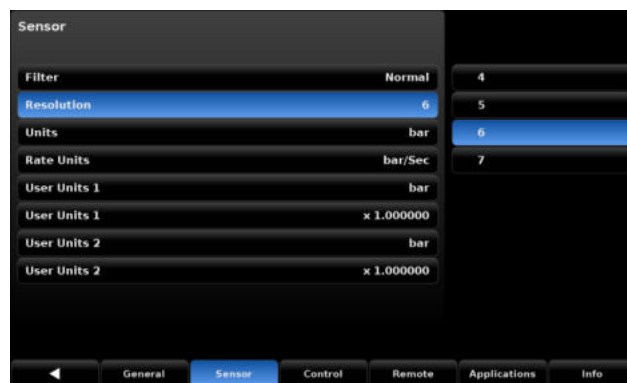 Sensor
Filter Normal 4
Resolution 6 5
Units bar 6
Rate Units bar/Sec 7
User Units 1 bar
User Units 1 x 1.000000
User Units 2 bar
User Units 2 x 1.000000
General Sensor Control Remote Applications Info